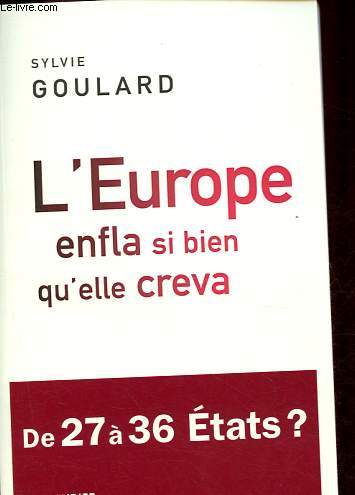 Le-livre.com
SYLVIE
GOULARD
L'Europe
enfla si bien
qu'elle creva
De 27 à 36 États ?